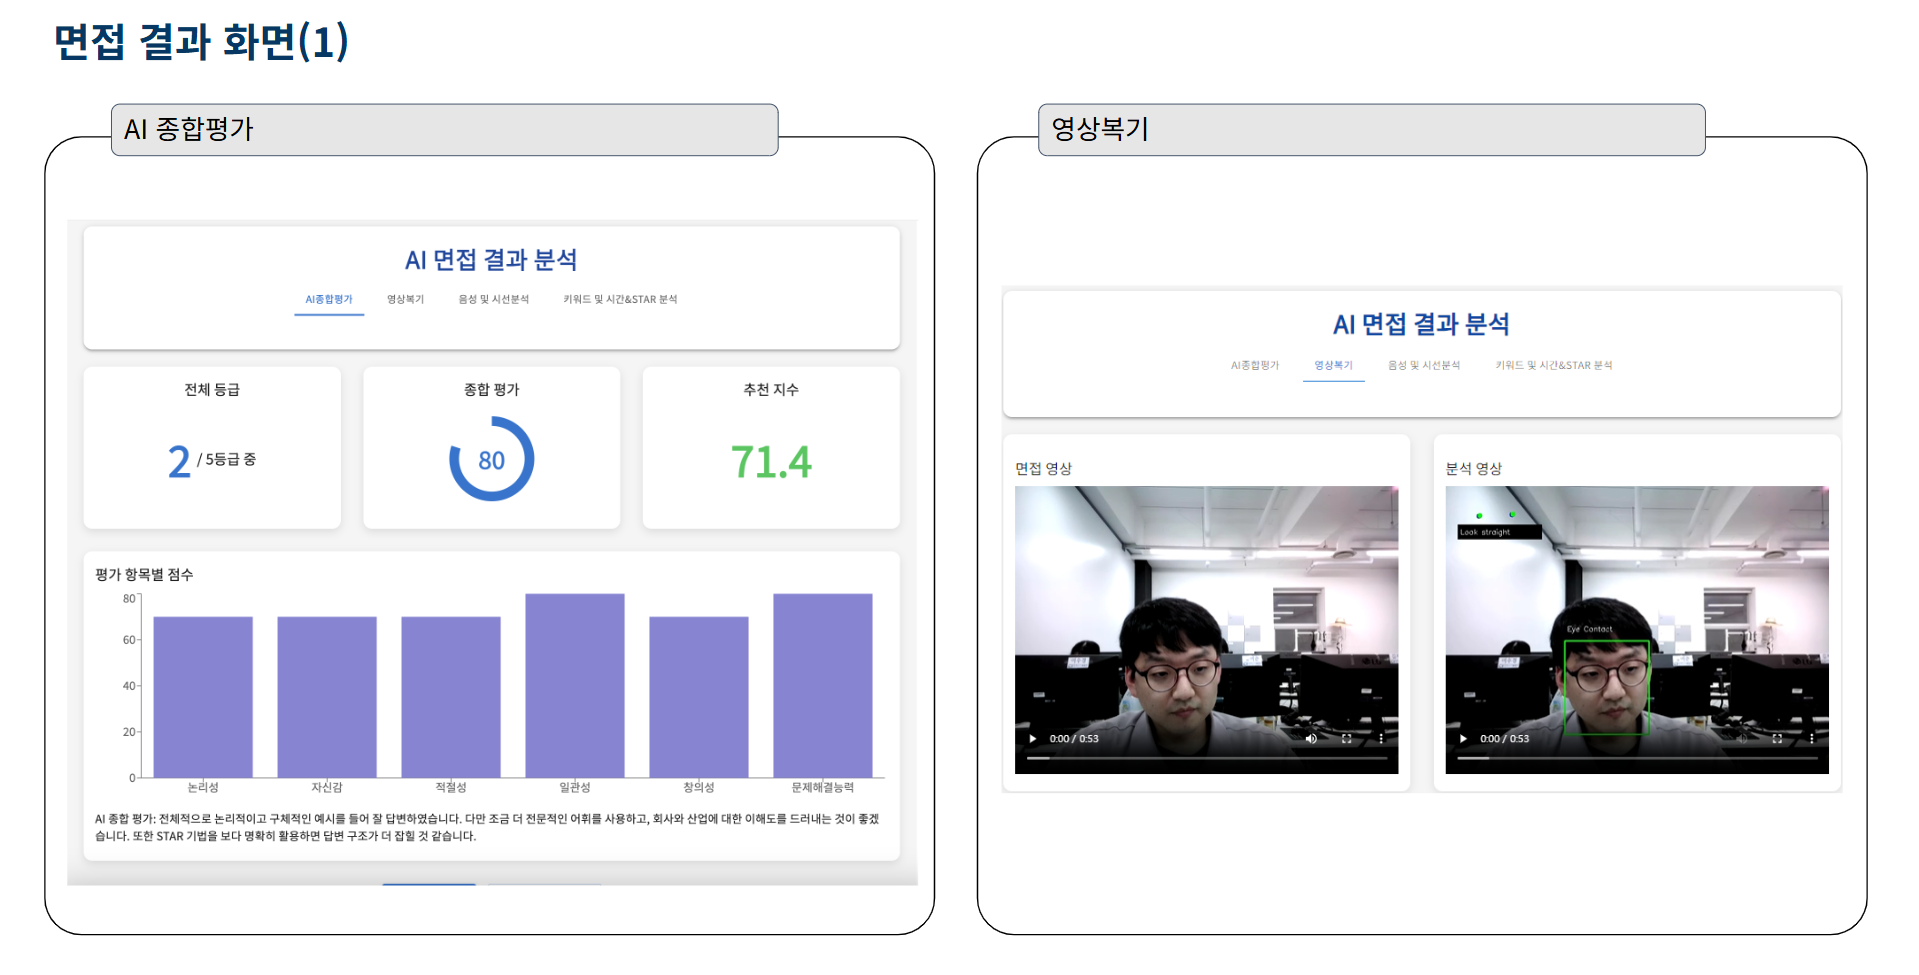 면접 결과 화면(1)
AI 종합평가
AI 면접 결과 분석
AI종합평가 영상복기 음성 및 시선분석 키워드 및 시간&STAR 분석
전체 등급
2 / 5등급 중
종합 평가
80
추천 지수
71.4
평가 항목별 점수
80
60
40
20
0
논리성 자신감 적절성 일관성 창의성 문제해결능력
AI 종합 평가: 전체적으로 논리적이고 구체적인 예시를 들어 잘 답변하였습니다. 다만 조금 더 전문적인 어휘를 사용하고, 회사와 산업에 대한 이해도를 드러내는 것이 좋겠
습니다. 또한 STAR 기법을 보다 명확히 활용하면 답변 구조가 더 잡힐 것 같습니다.
영상복기
AI 면접 결과 분석
AI종합평가 영상복기 음성 및 시선분석 키워드 및 시간&STAR 분석
면접 영상
0:00 / 0:53
분석 영상
Look straight
Eye Contact
0:00 / 0:53